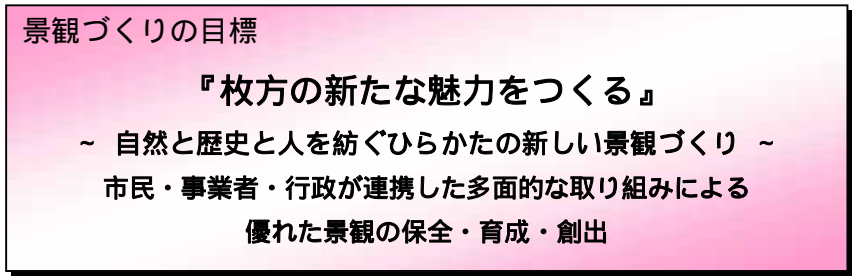 景観づくりの目標
『枚方の新たな魅力をつくる』
~ 自然と歴史と人を紡ぐひらかたの新しい景観づくり ~
市民・事業者・行政が連携した多面的な取り組みによる
優れた景観の保全・育成・創出